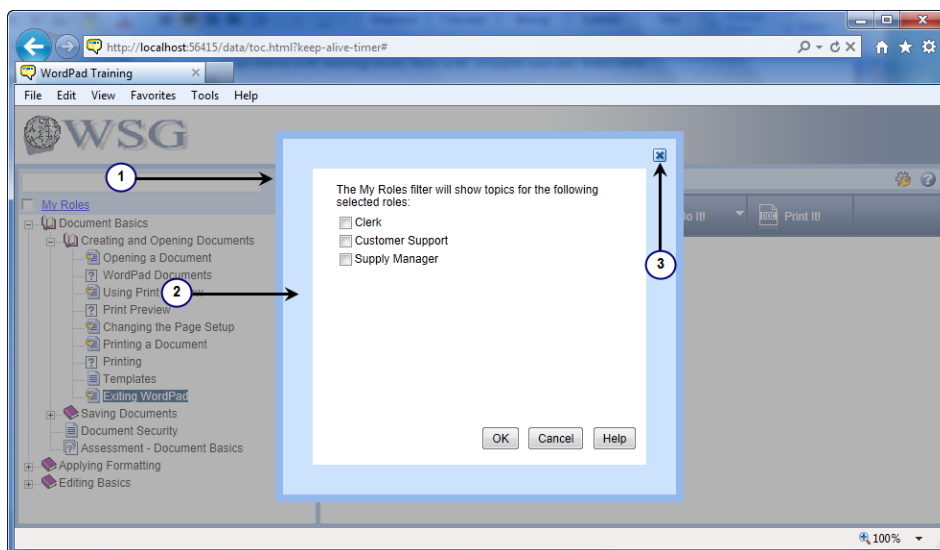 http://localhost:56415/data/toc.html?keep-alive-timer#
WordPad Training
File Edit View Favorites Tools Help
WSG
1
My Roles
Document Basics
Creating and Opening Documents
Opening a Document
WordPad Documents
Using Print
2
Print Preview
Changing the Page Setup
Printing a Document
Printing
Templates
Exiting WordPad
Saving Documents
Document Security
Assessment - Document Basics
Applying Formatting
Editing Basics
The My Roles filter will show topics for the following
selected roles:
Clerk
Customer Support
Supply Manager
OK Cancel Help
3
It!
Print It!
100%